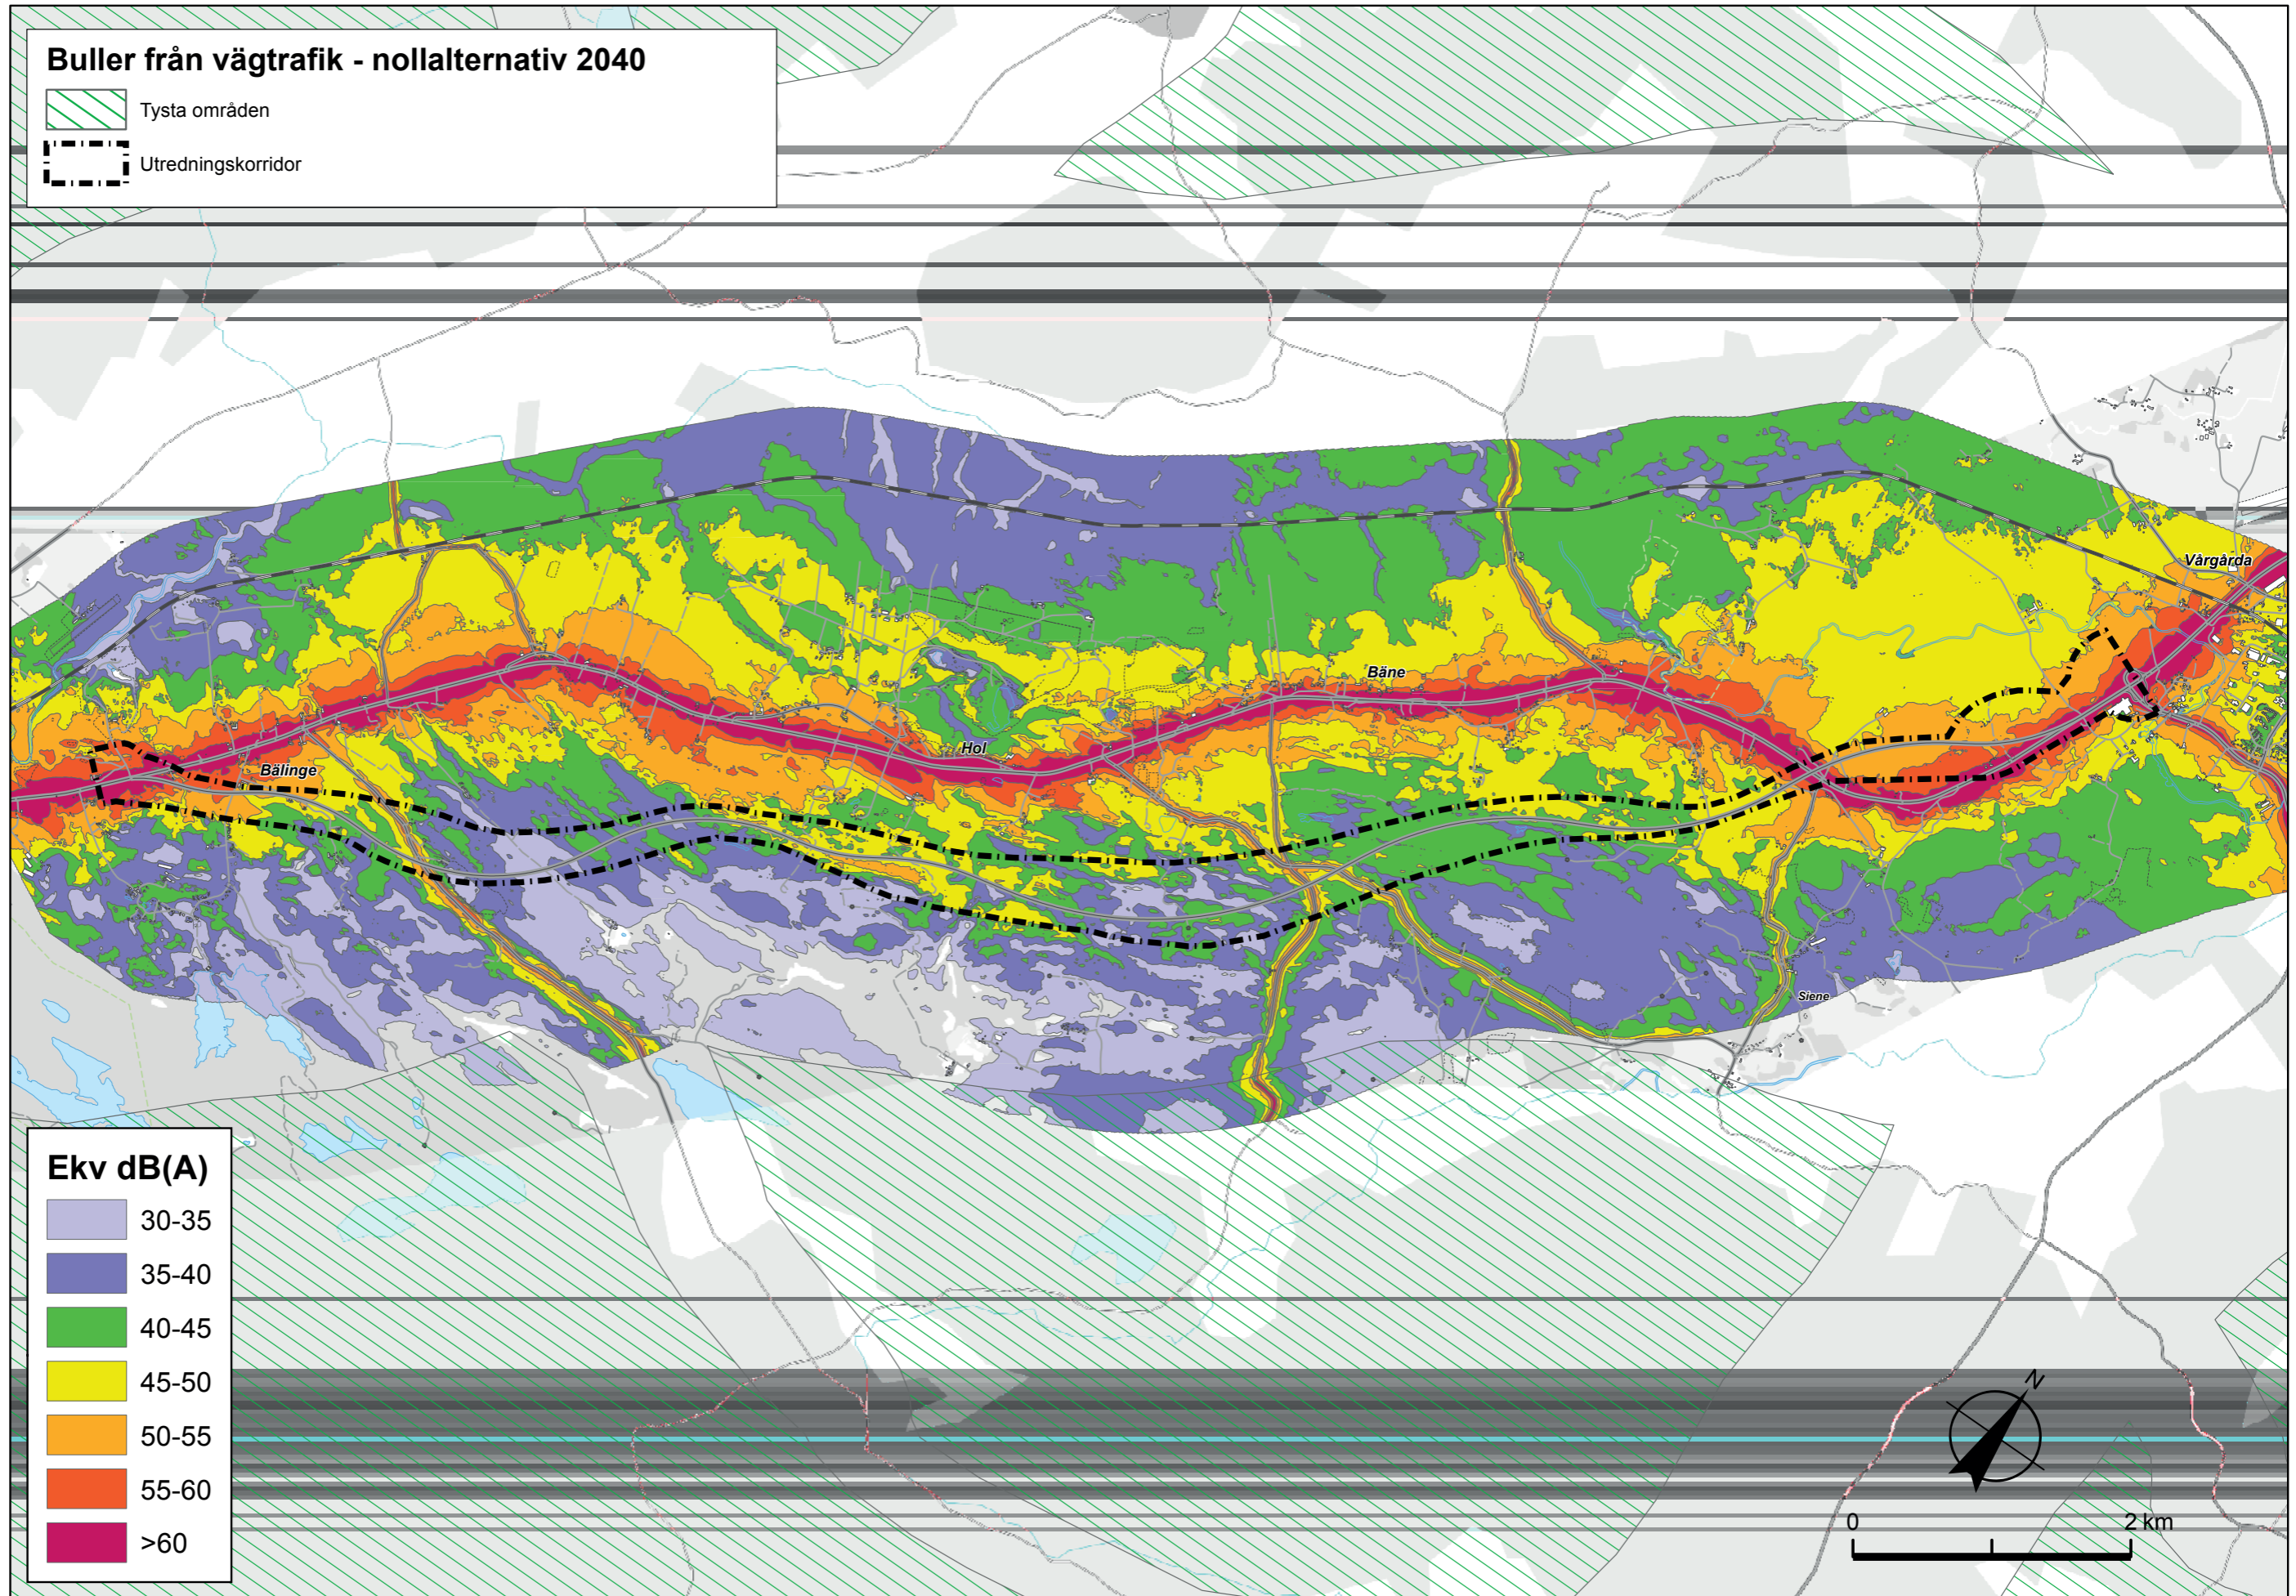 Buller från vägtrafik - nollalternativ 2040
Tysta områden
Utredningskorridor
Vårgårda
Bäne
Hol
Bälinge
Siene
Ekv dB(A)
30-35
35-40
40-45
45-50
50-55
55-60
>60
N
0 2 km